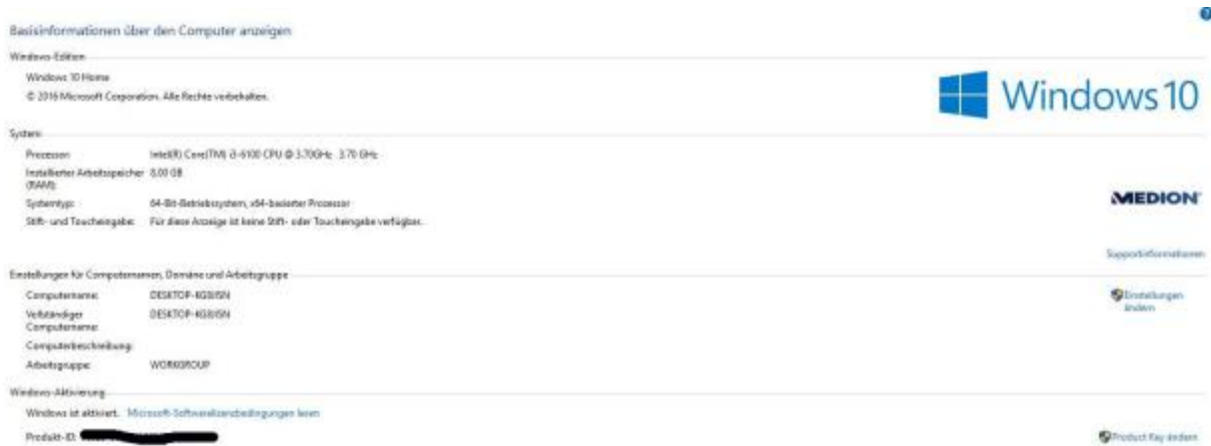 Basisinformationen über den Computer anzeigen
Windows-Edition
Windows 10 Home
© 2016 Microsoft Corporation. Alle Rechte vorbehalten.
Windows 10
System
Prozessor: Intel(R) Core(TM) i3-6100 CPU @ 3.70GHz 3.70 GHz
Installierter Arbeitsspeicher 8,00 GB
(RAM):
Systemtyp: 64-Bit-Betriebssystem, x64-basierter Prozessor
Stift- und Toucheingabe: Für diese Anzeige ist keine Stift- oder Toucheingabe verfügbar.
MEDION
Supportinformationen
Einstellungen für Computernamen, Domäne und Arbeitsgruppe
Computername:
Vollständiger
Computername:
Einstellungen
ändern
Computerbeschreibung:
Arbeitsgruppe: WORKGROUP
Windows-Aktivierung
Windows ist aktiviert. Microsoft-Softwarelizenzbedingungen lesen
Produkt-ID:
Product Key ändern